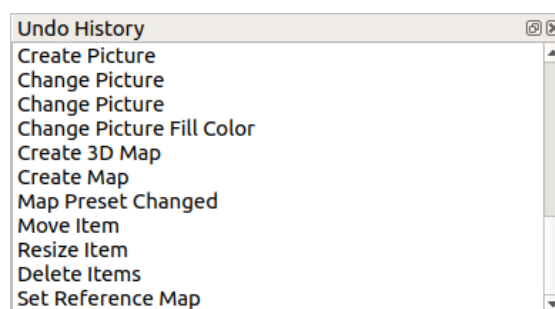 Undo History
Create Picture
Change Picture
Change Picture
Change Picture Fill Color
Create 3D Map
Create Map
Map Preset Changed
Move Item
Resize Item
Delete Items
Set Reference Map